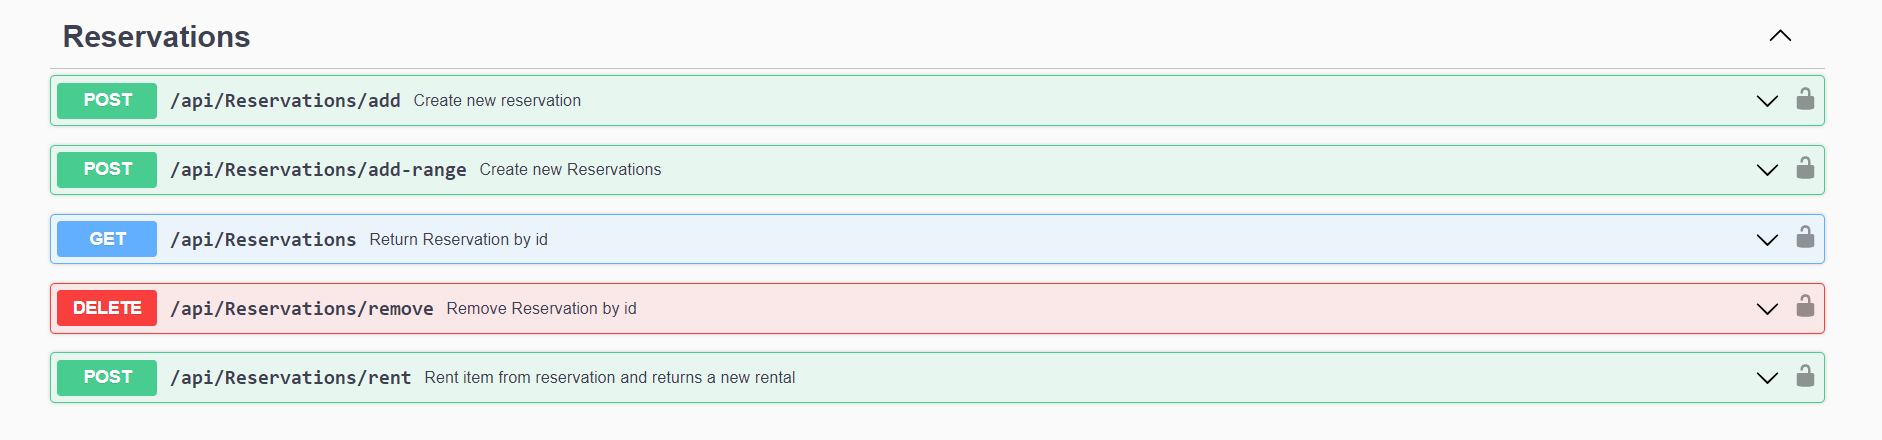 Reservations
POST /api/Reservations/add Create new reservation
POST /api/Reservations/add-range Create new Reservations
GET /api/Reservations Return Reservation by id
DELETE /api/Reservations/remove Remove Reservation by id
POST /api/Reservations/rent Rent item from reservation and returns a new rental